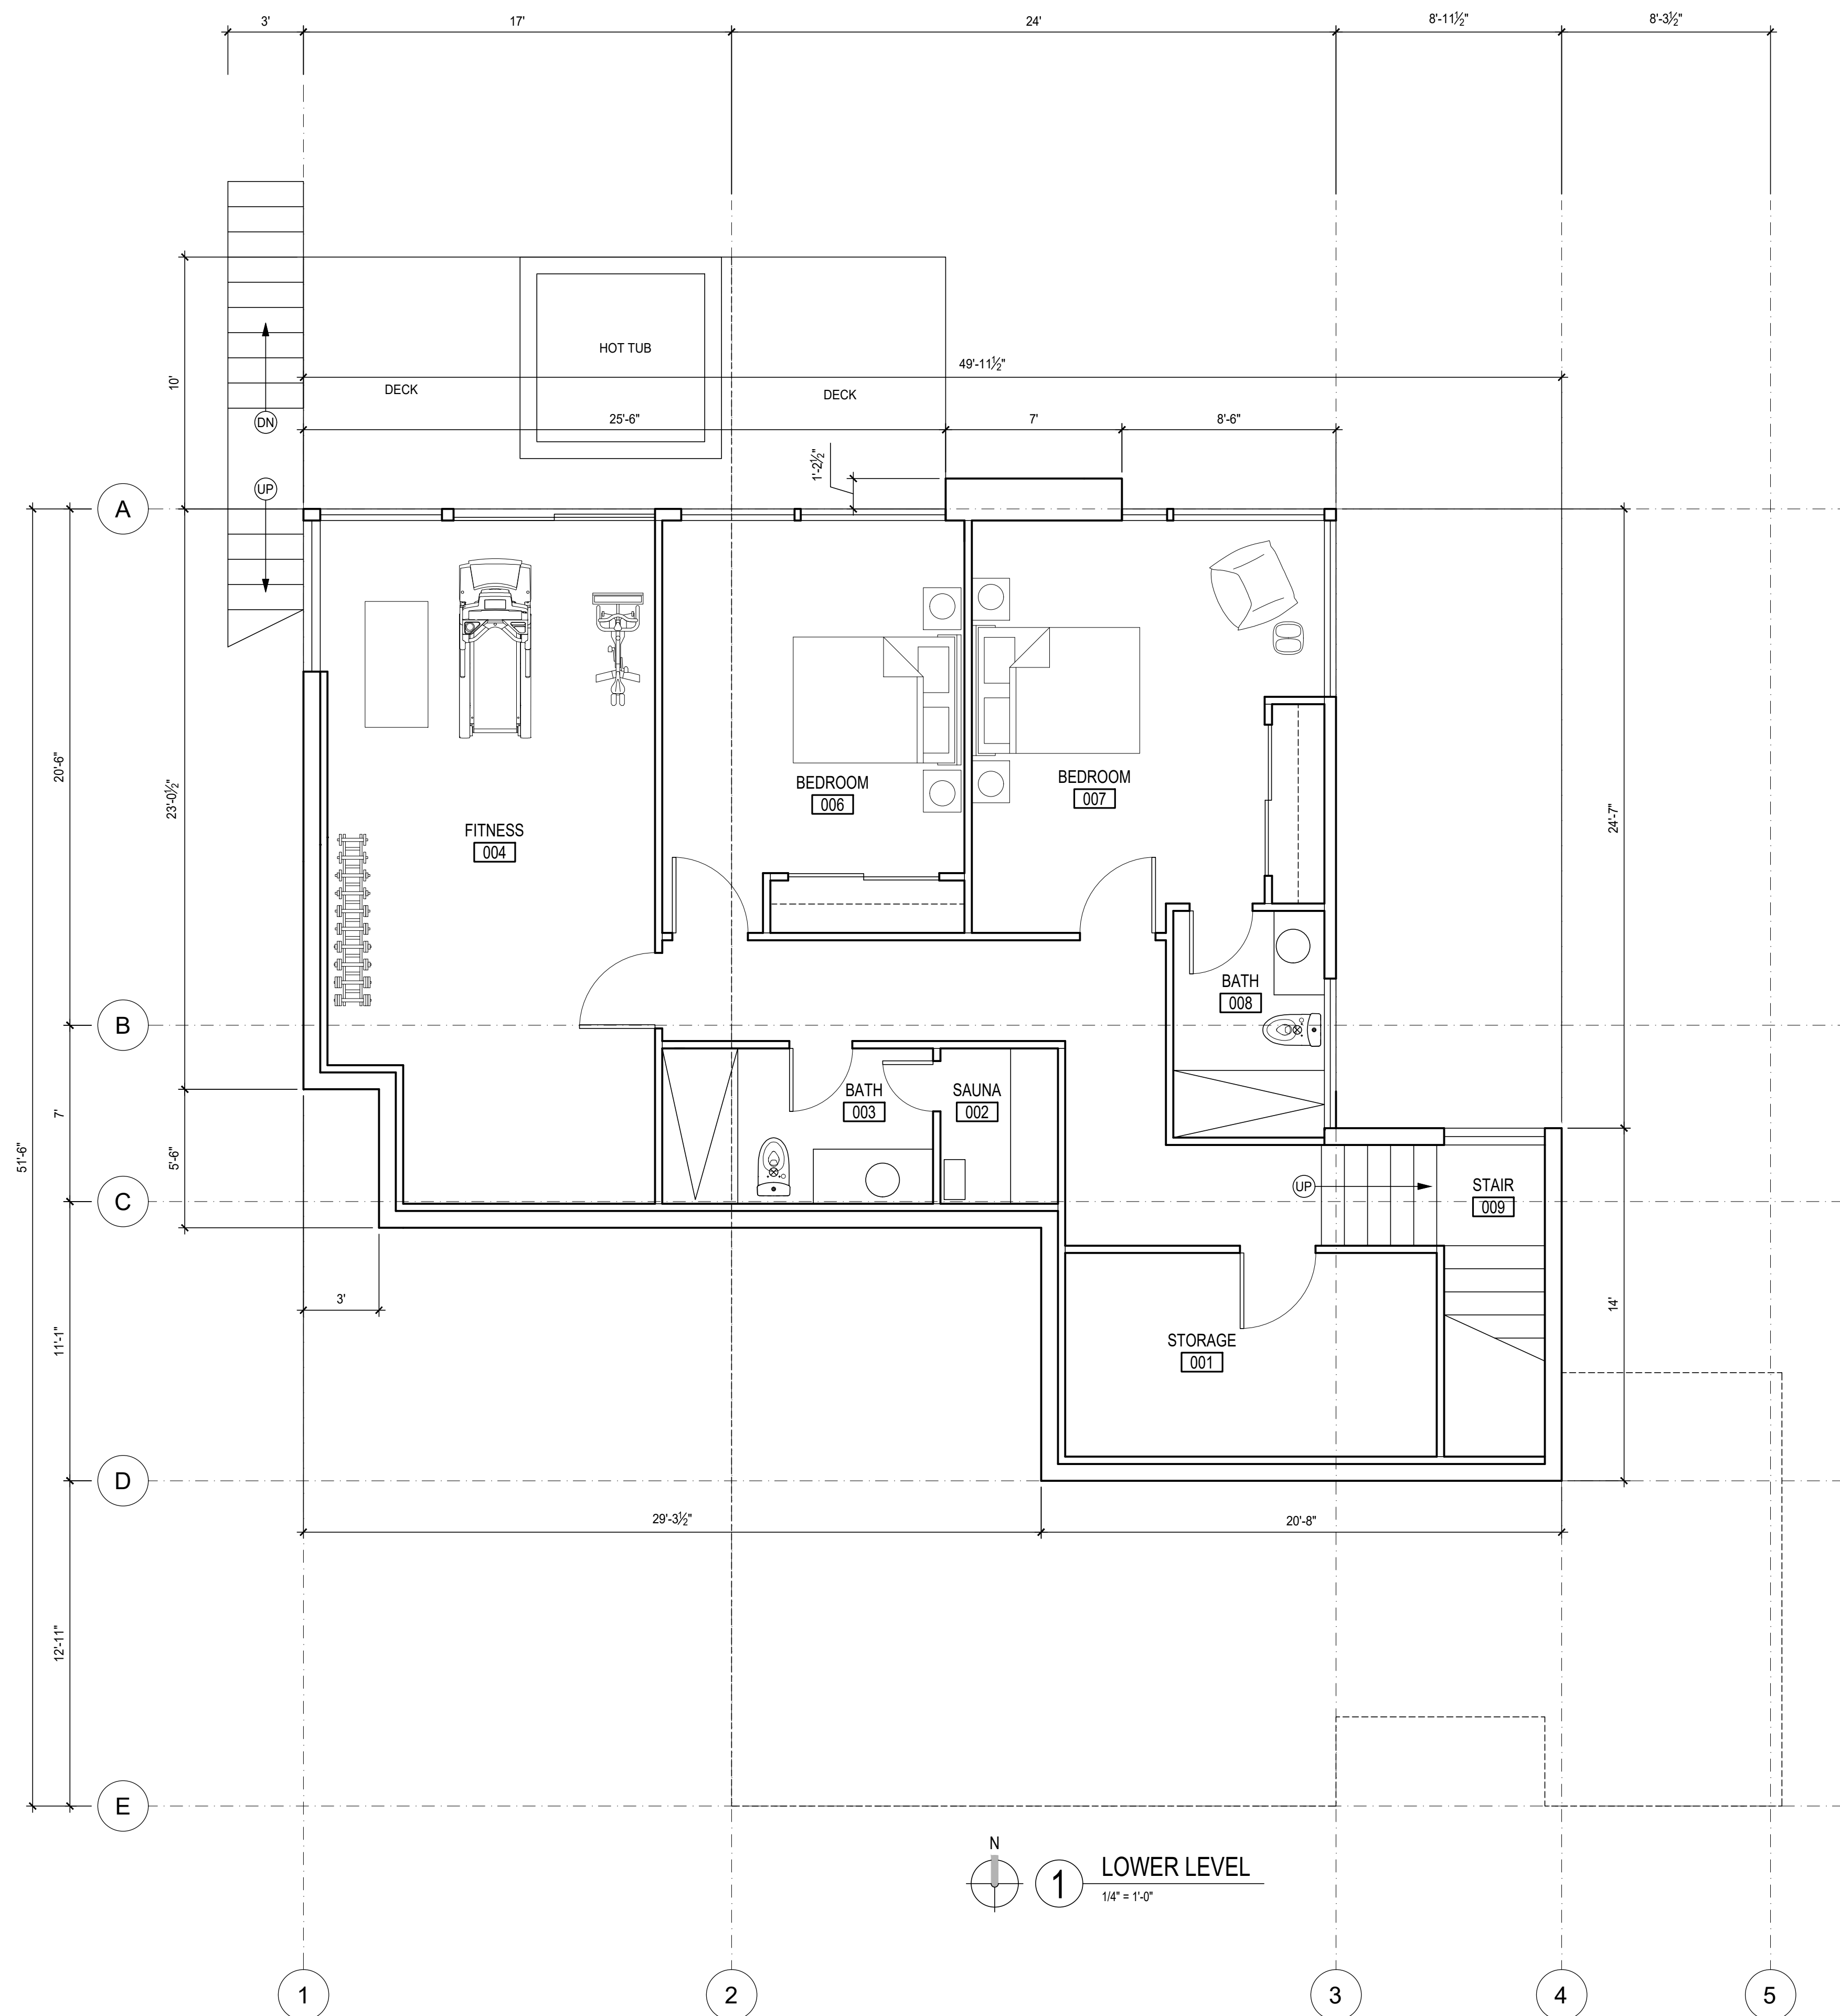 3'
17'
24'
8'-11½"
8'-3½"
HOT TUB
10'
49'-11½"
DECK
DECK
25'-6"
7'
8'-6"
DN
1'-2½"
UP
A
20'-6"
23'-0½"
BEDROOM
006
BEDROOM
007
24'-7"
FITNESS
004
BATH
008
B
BATH
003
SAUNA
002
7'
5'-6"
51'-6"
C
UP
STAIR
009
3'
14'
11'-1"
STORAGE
001
D
29'-3½"
20'-8"
12'-11"
E
N
1
LOWER LEVEL
1/4" = 1'-0"
1
2
3
4
5